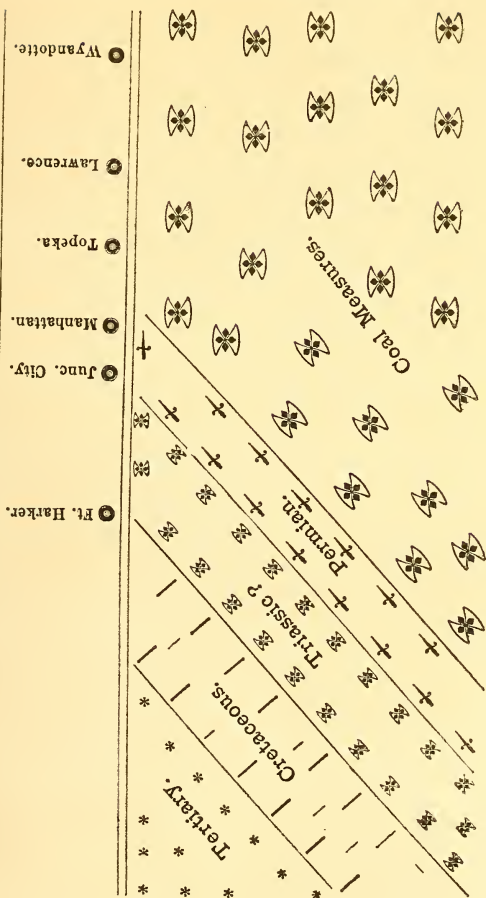 Wyandotte.
Lawrence.
Topeka.
Manhattan.
Junc. City.
Ft. Harker.
Coal Measures.
Permian.
Triassic ?
Cretaceous.
Tertiary.